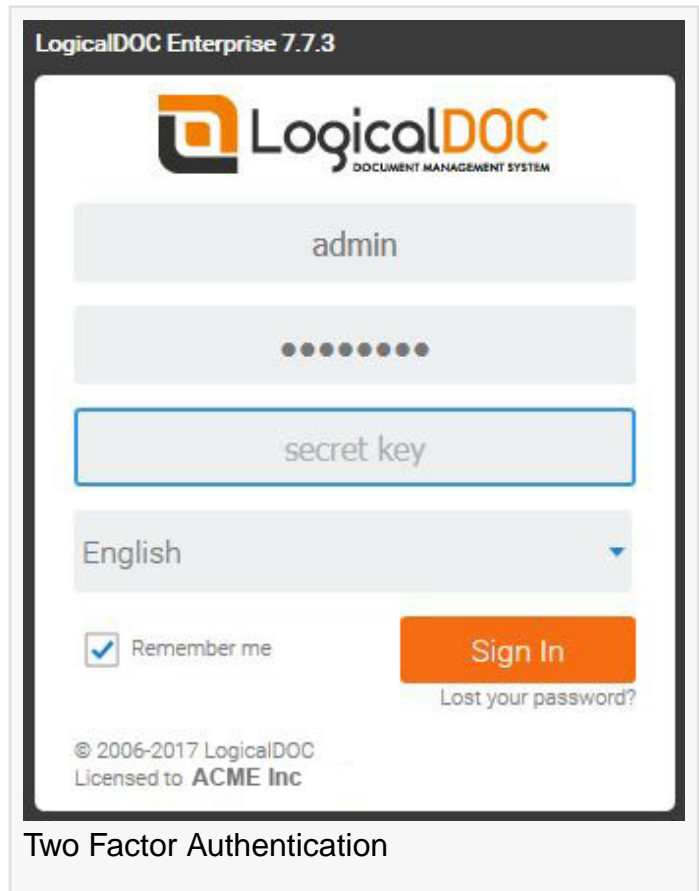 LogicalDOC Enterprise 7.7.3
LogicalDOC
DOCUMENT MANAGEMENT SYSTEM
admin
●●●●●●●●
secret key
English
Remember me
Sign In
Lost your password?
© 2006-2017 LogicalDOC
Licensed to ACME Inc
Two Factor Authentication